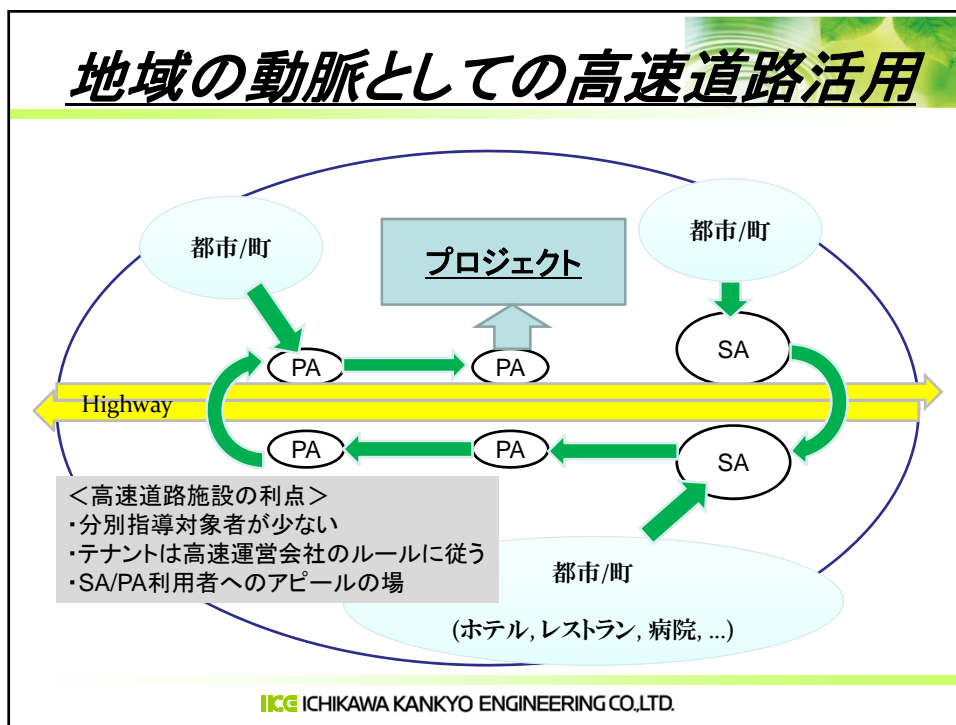 地域の動脈としての高速道路活用
都市/町
都市/町
プロジェクト
PA
PA
SA
Highway
PA
PA
SA
＜高速道路施設の利点＞
・分別指導対象者が少ない
・テナントは高速運営会社のルールに従う
・SA/PA利用者へのアピールの場
都市/町
(ホテル, レストラン, 病院, ...)
IKE ICHIKAWA KANKYO ENGINEERING CO.,LTD.